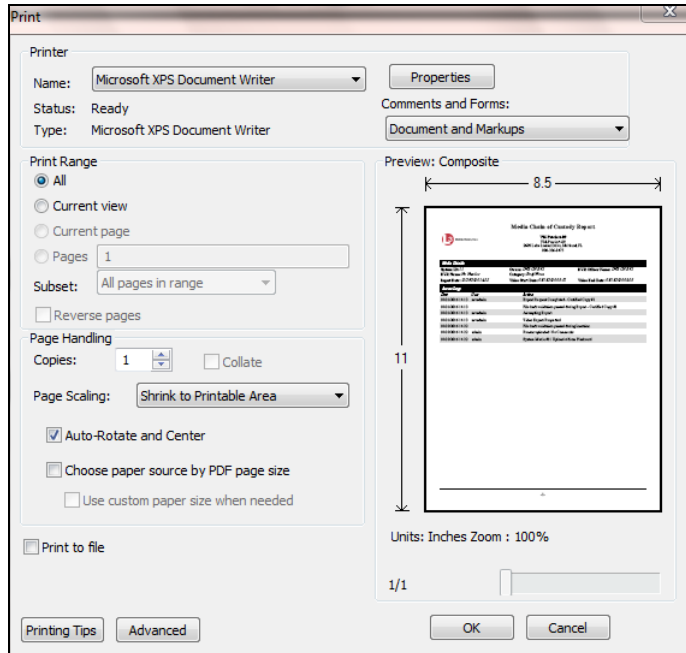 Print
Printer
Name: Microsoft XPS Document Writer Properties
Status: Ready Comments and Forms:
Type: Microsoft XPS Document Writer Document and Markups
Print Range
All
Current view
Current page
Pages 1
Subset: All pages in range
Reverse pages
Page Handling
Copies: 1 Collate
Page Scaling: Shrink to Printable Area
Auto-Rotate and Center
Choose paper source by PDF page size
Use custom paper size when needed
Print to file
Preview: Composite
8.5
11
Media Chain of Custody Report
Units: Inches Zoom : 100%
1/1
Printing Tips Advanced OK Cancel